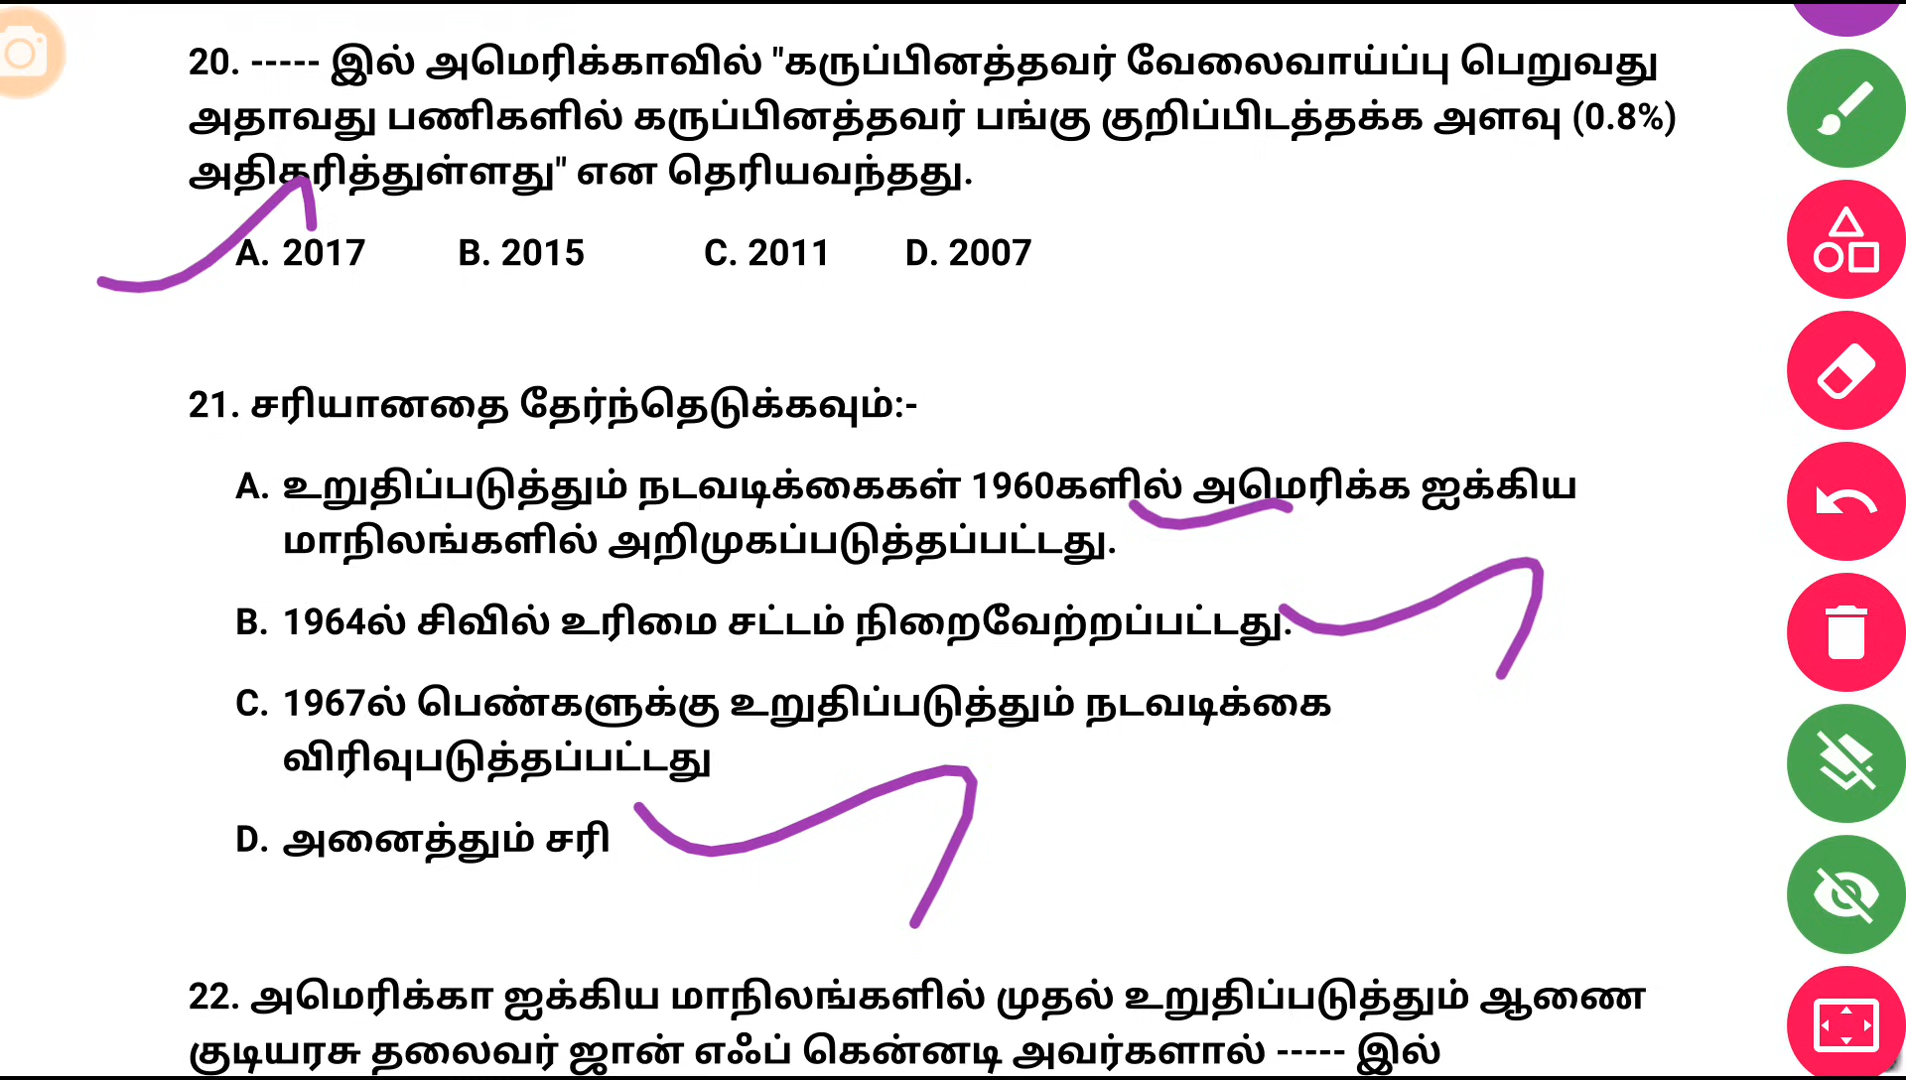 20. ----- இல் அமெரிக்காவில் "கருப்பினத்தவர் வேலைவாய்ப்பு பெறுவது
அதாவது பணிகளில் கருப்பினத்தவர் பங்கு குறிப்பிடத்தக்க அளவு (0.8%)
அதிகரித்துள்ளது" என தெரியவந்தது.
A. 2017 B. 2015 C. 2011 D. 2007
21. சரியானதை தேர்ந்தெடுக்கவும்:-
A. உறுதிப்படுத்தும் நடவடிக்கைகள் 1960களில் அமெரிக்க ஐக்கிய
மாநிலங்களில் அறிமுகப்படுத்தப்பட்டது.
B. 1964ல் சிவில் உரிமை சட்டம் நிறைவேற்றப்பட்டது.
C. 1967ல் பெண்களுக்கு உறுதிப்படுத்தும் நடவடிக்கை
விரிவுபடுத்தப்பட்டது
D. அனைத்தும் சரி
22. அமெரிக்கா ஐக்கிய மாநிலங்களில் முதல் உறுதிப்படுத்தும் ஆணை
குடியரசு தலைவர் ஜான் எஃப் கென்னடி அவர்களால் ----- இல்